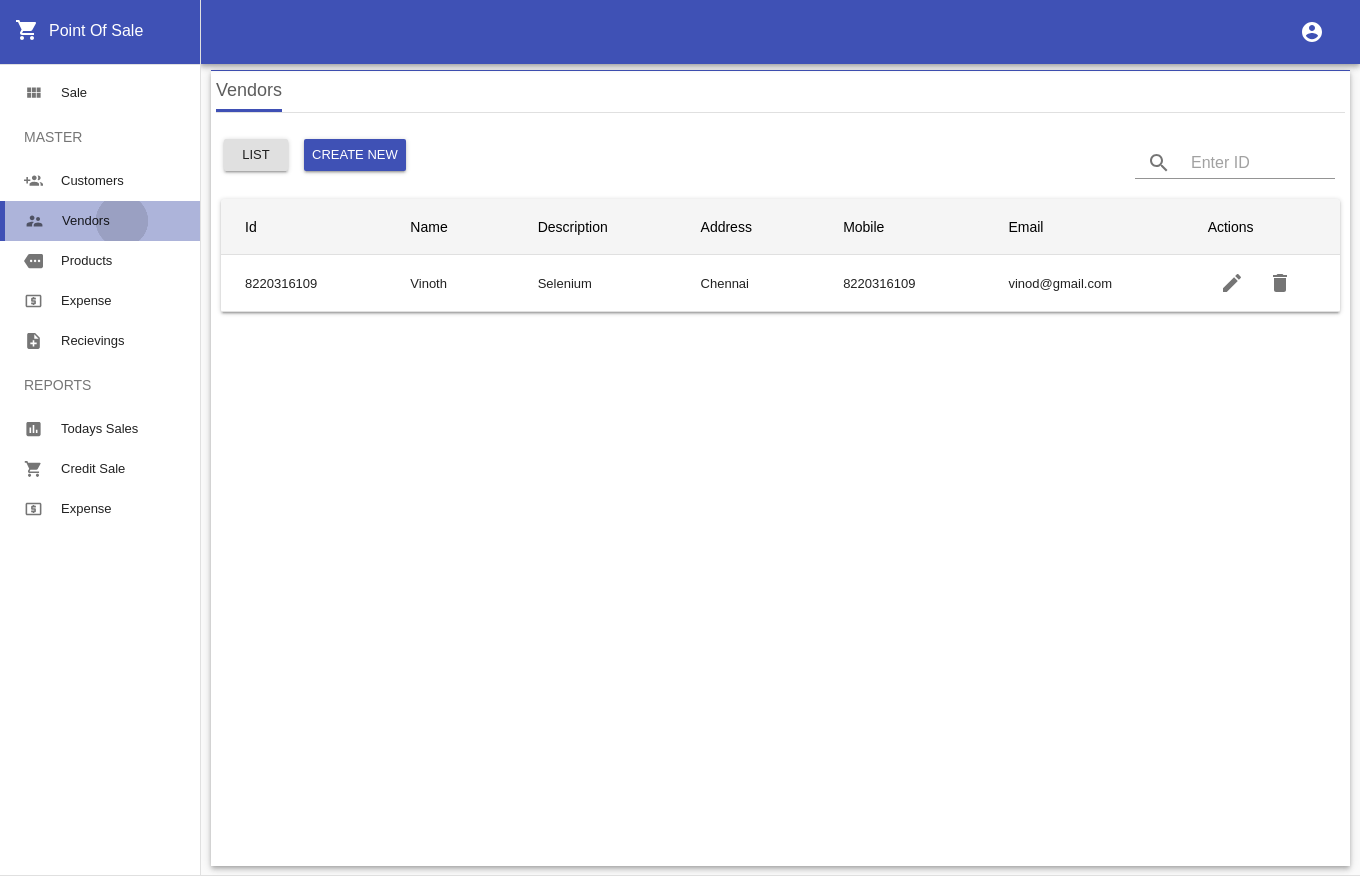 Point Of Sale
Sale
MASTER
Customers
Vendors
Products
Expense
Recievings
REPORTS
Todays Sales
Credit Sale
Expense
Vendors
LIST CREATE NEW
Enter ID
Id Name Description Address Mobile Email Actions
8220316109 Vinoth Selenium Chennai 8220316109 vinod@gmail.com